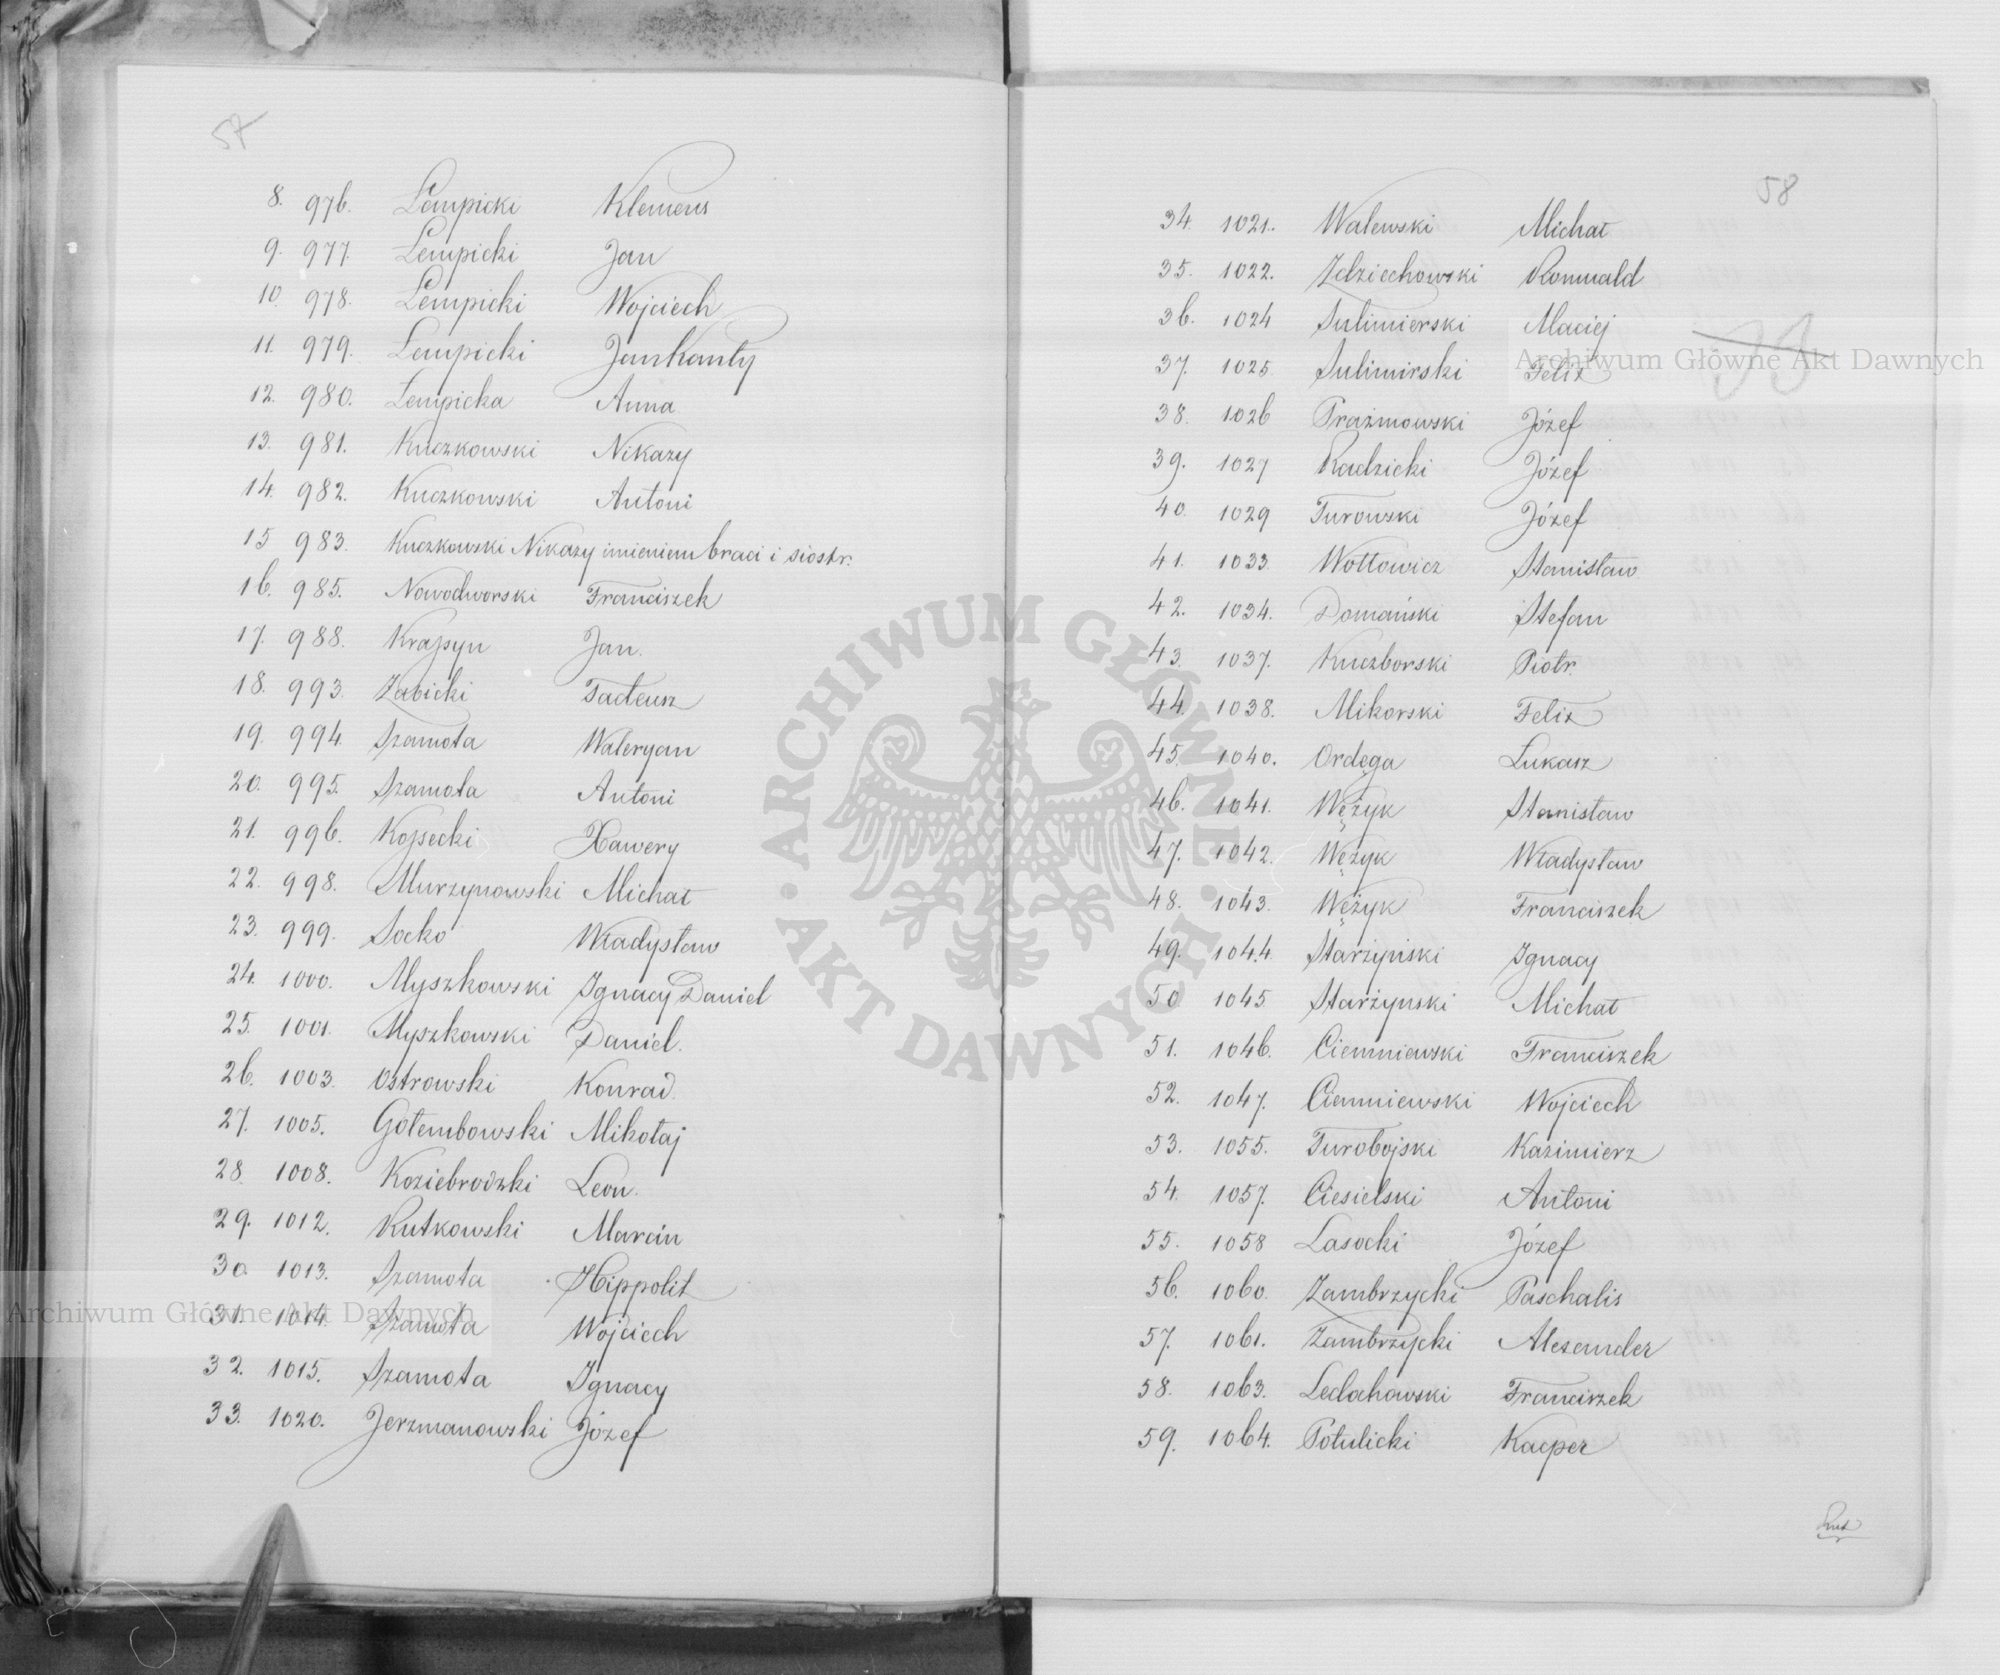 57
8. 976. Lempicki Klemens
9. 977. Lempicki Jan
10. 978. Lempicki Wojciech
11. 979. Lempicki Jankanty
12. 980. Lempicka Anna
13. 981. Kuczkowski Nikazy
14. 982. Kuczkowski Antoni
15 983. Kuczkowski Nikazy imieniem braci i siostr.
16. 985. Nowodworski Franciszek
17. 988. Krassyn Jan.
18. 993. Zabicki Tadeusz
19. 994. Szamota Waleryan
20. 995. Szamota Antoni
21. 996. Kossecki Xawery
22. 998. Murzynowski Michał
23. 999. Socko Władysław
24. 1000. Myszkowski Ignacy Daniel
25. 1001. Myszkowski Daniel.
26. 1003. Ostrowski Konrad.
27. 1005. Gołembowski Mikołaj
28. 1008. Koziebrodzki Leon.
29. 1012. Rutkowski Marcin
30. 1013. Szamota Hippolit
31. 1014. Szamota Wojciech
32. 1015. Szamota Ignacy
33. 1020. Jerzmanowski Józef
58
34. 1021. Walewski Michał
35. 1022. Zdziechowski Romuald
36. 1024 Sulimierski Maciej
37. 1025 Sulimirski Felix
38. 1026 Prażmowski Józef
39. 1027 Radzicki Józef
40. 1029 Turowski Józef
41. 1033 Wołłowicz Stanisław
42. 1034. Domański Stefan
43. 1037. Kuczborski Piotr.
44. 1038. Mikorski Felix
45. 1040. Ordęga Lukasz
46. 1041. Wężyk Stanisław
47. 1042. Wężyk Władysław
48. 1043. Wężyk Franciszek
49. 1044. Starżyński Ignacy
50 1045 Starżynski Michał
51. 1046. Ciemniewski Franciszek
52. 1047. Ciemniewski Wojciech
53. 1055. Turobojski Kazimierz
54. 1057. Ciesielski Antoni
55. 1058 Lasocki Józef
56. 1060. Zambrzycki Paschalis
57. 1061. Zambrzycki Alexander
58. 1063. Ledochowski Franciszek
59. 1064. Potulicki Kacper
Archiwum Główne Akt Dawnych
Archiwum Główne Akt Dawnych
ARCHIWUM GŁÓWNE • AKT DAWNYCH •